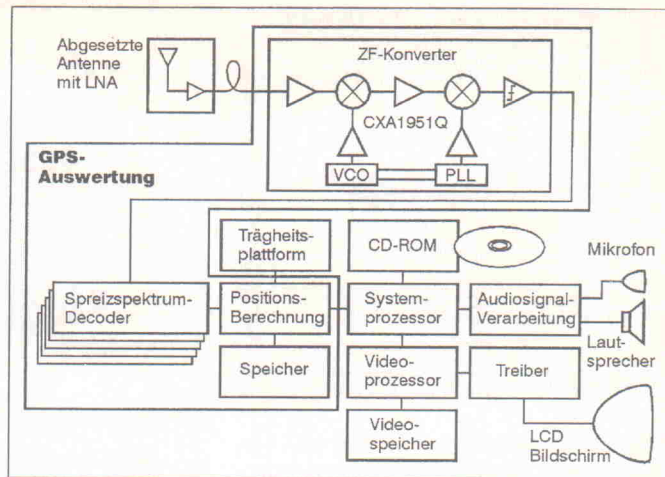 Abgesetzte
Antenne
mit LNA
ZF-Konverter
CXA1951Q
VCO
PLL
GPS-
Auswertung
Trägheits-
plattform
CD-ROM
Mikrofon
Spreizspektrum-
Decoder
Positions-
Berechnung
System-
prozessor
Audiosignal-
Verarbeitung
Laut-
sprecher
Speicher
Video-
prozessor
Treiber
Video-
speicher
LCD
Bildschirm